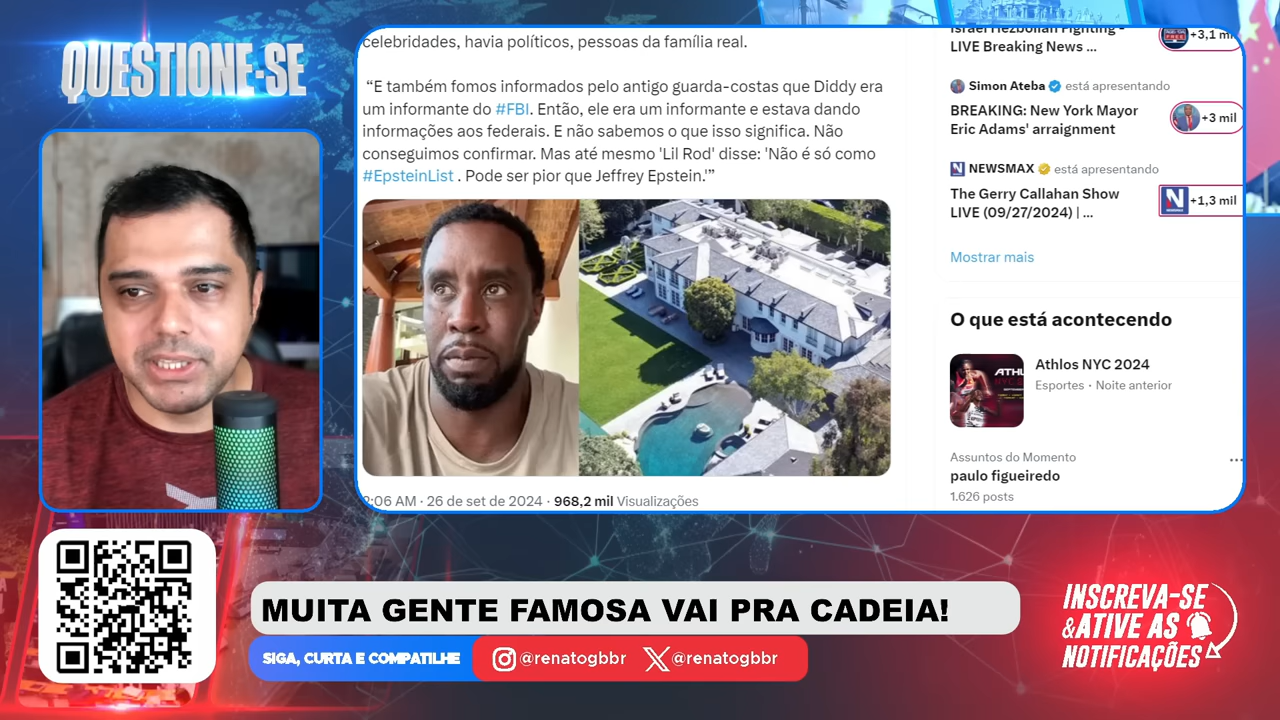 QUESTIONE-SE
celebridades, havia políticos, pessoas da família real.
“E também fomos informados pelo antigo guarda-costas que Diddy era
um informante do #FBI. Então, ele era um informante e estava dando
informações aos federais. E não sabemos o que isso significa. Não
conseguimos confirmar. Mas até mesmo 'Lil Rod' disse: 'Não é só como
#EpsteinList . Pode ser pior que Jeffrey Epstein.'”
:06 AM · 26 de set de 2024 · 968,2 mil Visualizações
Israel Hezbollah Fighting -
LIVE Breaking News ...
+3,1 mi
Simon Ateba está apresentando
BREAKING: New York Mayor
Eric Adams' arraignment
+3 mil
NEWSMAX está apresentando
The Gerry Callahan Show
LIVE (09/27/2024) | ...
+1,3 mil
Mostrar mais
O que está acontecendo
Athlos NYC 2024
Esportes · Noite anterior
Assuntos do Momento
paulo figueiredo
1.626 posts
MUITA GENTE FAMOSA VAI PRA CADEIA!
SIGA, CURTA E COMPATILHE
@renatogbbr
@renatogbbr
INSCREVA-SE
&ATIVE AS
NOTIFICAÇÕES